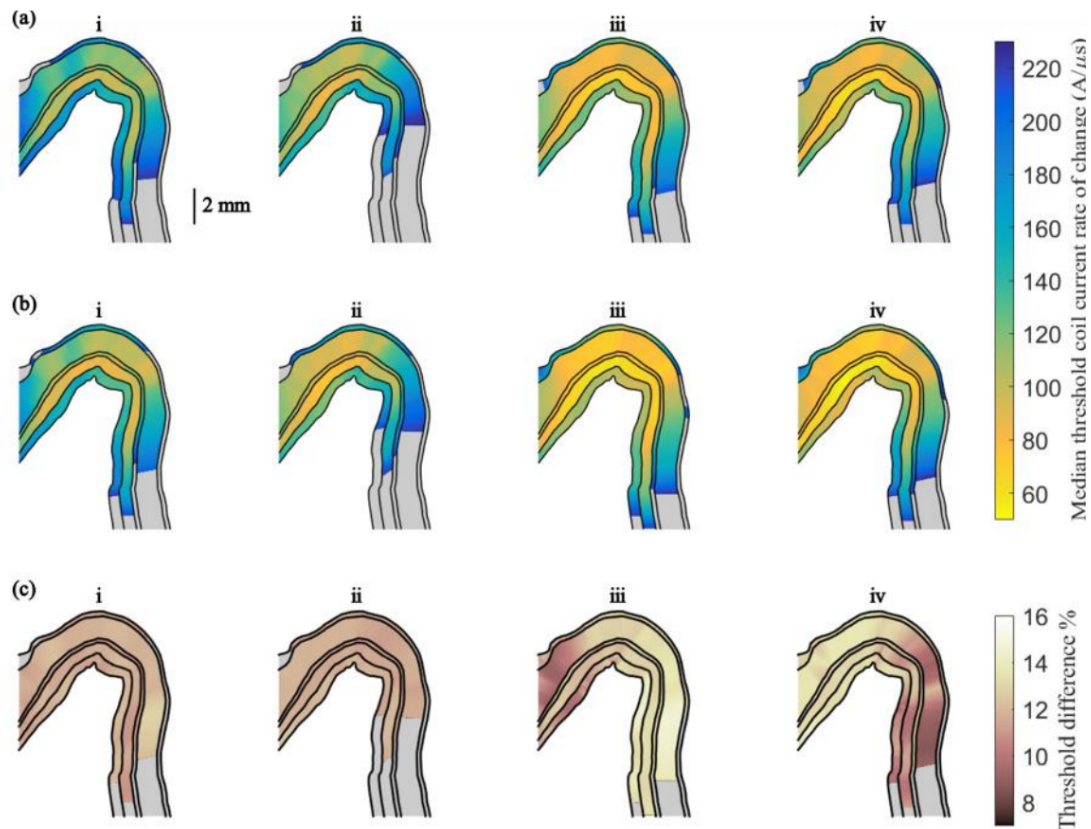 (a)
i
ii
iii
iv
2 mm
220
200
180
160
140
120
100
80
60
Median threshold coil current rate of change (A/μs)
(b)
i
ii
iii
iv
(c)
i
ii
iii
iv
16
14
12
10
8
Threshold difference %